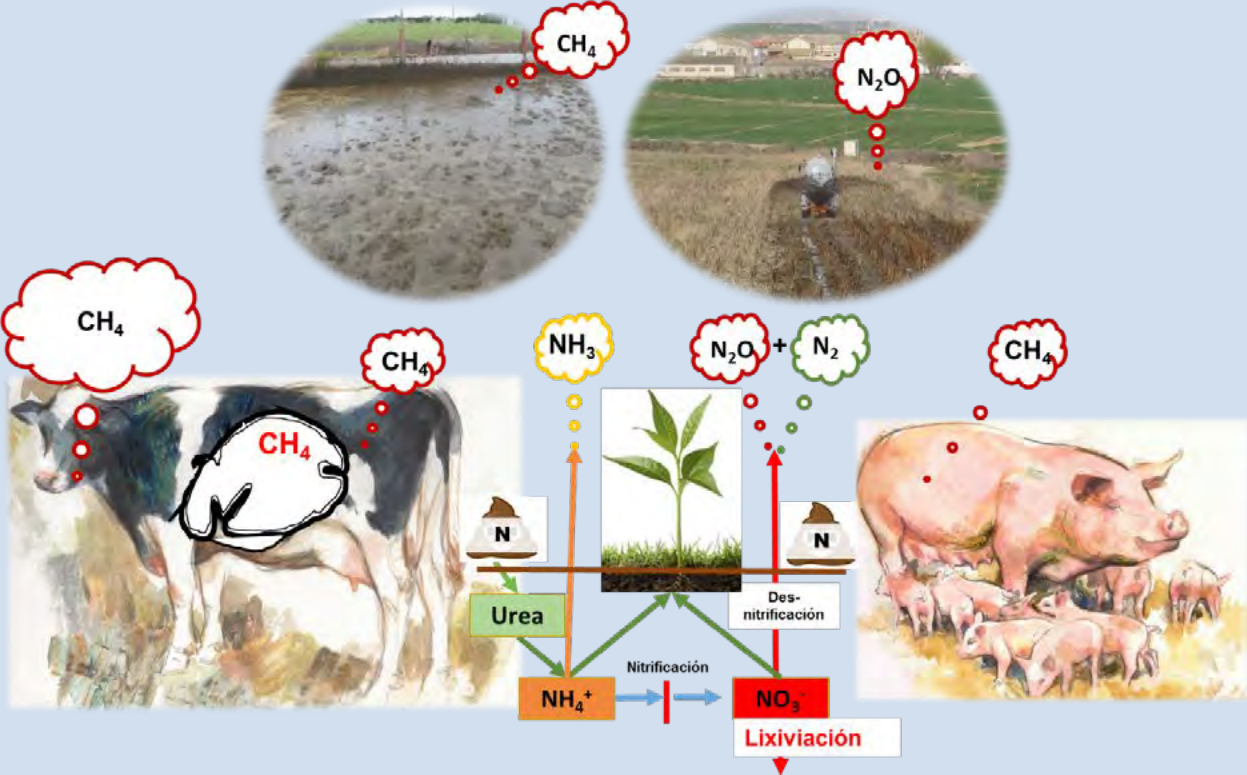 CH₄
N₂O
CH₄
CH₄
NH₃
N₂O + N₂
CH₄
CH₄
N
N
Urea
Des-
nitrificación
Nitrificación
NH₄⁺
NO₃⁻
Lixiviación